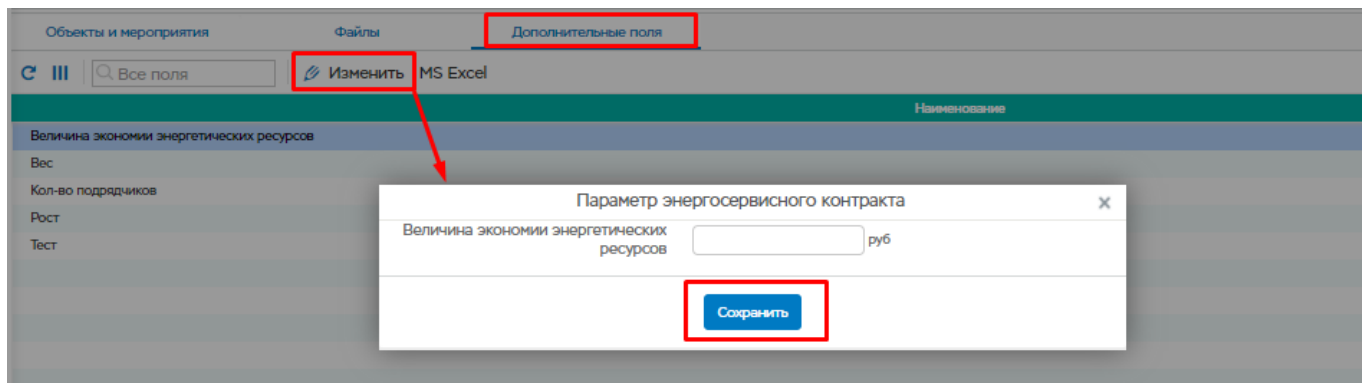 Объекты и мероприятия Файлы Дополнительные поля
Все поля Изменить MS Excel
Наименование
Величина экономии энергетических ресурсов
Вес
Кол-во подрядчиков
Рост
Тест
Параметр энергосервисного контракта ×
Величина экономии энергетических
ресурсов руб
Сохранить